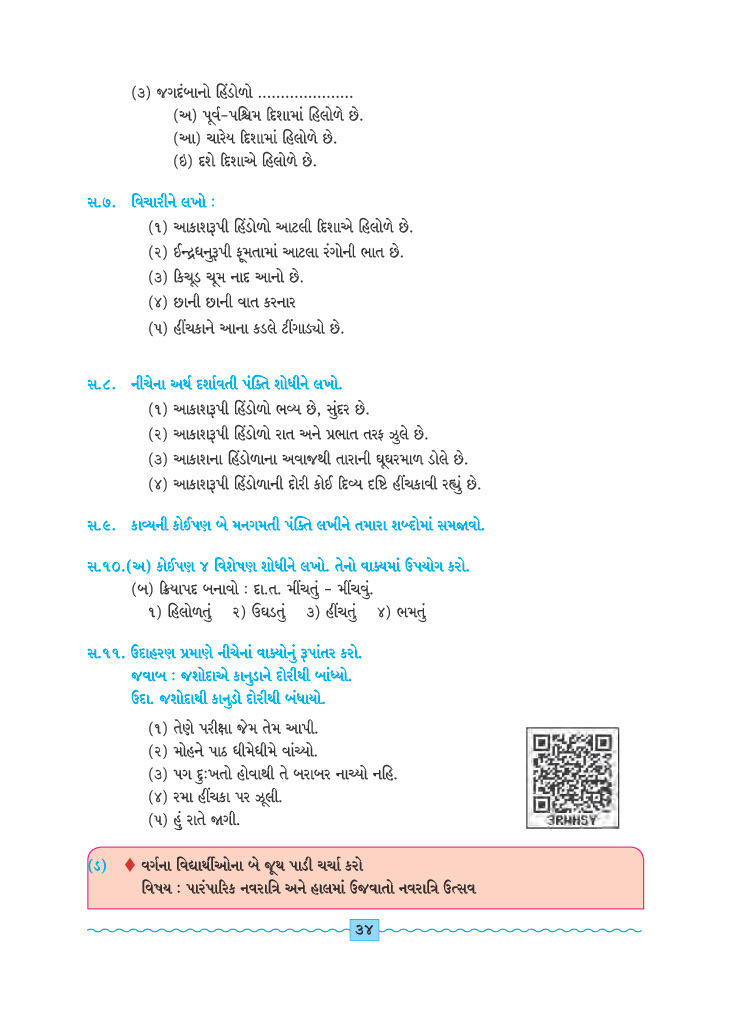 (૩) જગદંબાનો હિંડોળો .....................
(અ) પૂર્વ-પશ્ચિમ દિશામાં હિલોળે છે.
(આ) ચારેય દિશામાં હિલોળે છે.
(ઇ) દશે દિશાએ હિલોળે છે.
સ.૭. વિચારીને લખો :
(૧) આકાશરૂપી હિંડોળો આટલી દિશાએ હિલોળે છે.
(૨) ઈન્દ્રધનુરૂપી ફૂમતામાં આટલા રંગોની ભાત છે.
(૩) કિચૂડ ચૂમ નાદ આનો છે.
(૪) છાની છાની વાત કરનાર
(૫) હીંચકાને આના કડલે ટીંગાડ્યો છે.
સ.૮. નીચેના અર્થ દર્શાવતી પંક્તિ શોધીને લખો.
(૧) આકાશરૂપી હિંડોળો ભવ્ય છે, સુંદર છે.
(૨) આકાશરૂપી હિંડોળો રાત અને પ્રભાત તરફ ઝુલે છે.
(૩) આકાશના હિંડોળાના અવાજથી તારાની ઘૂઘરમાળ ડોલે છે.
(૪) આકાશરૂપી હિંડોળાની દોરી કોઈ દિવ્ય દષ્ટિ હીંચકાવી રહ્યું છે.
સ.૯. કાવ્યની કોઈપણ બે મનગમતી પંક્તિ લખીને તમારા શબ્દોમાં સમજાવો.
સ.૧૦.(અ) કોઈપણ ૪ વિશેષણ શોધીને લખો. તેનો વાક્યમાં ઉપયોગ કરો.
(બ) ક્રિયાપદ બનાવો : દા.ત. મીંચતું - મીંચવું.
૧) હિલોળતું ૨) ઉઘડતું ૩) હીંચતું ૪) ભમતું
સ.૧૧. ઉદાહરણ પ્રમાણે નીચેનાં વાક્યોનું રૂપાંતર કરો.
જવાબ : જશોદાએ કાનુડાને દોરીથી બાંધ્યો.
ઉદા. જશોદાથી કાનુડો દોરીથી બંધાયો.
(૧) તેણે પરીક્ષા જેમ તેમ આપી.
(૨) મોહને પાઠ ધીમેધીમે વાંચ્યો.
(૩) પગ દુઃખતો હોવાથી તે બરાબર નાચ્યો નહિ.
(૪) રમા હીંચકા પર ઝૂલી.
(૫) હું રાતે જાગી.
3RWHSY
(ડ) ♦ વર્ગના વિદ્યાર્થીઓના બે જૂથ પાડી ચર્ચા કરો
વિષય : પારંપારિક નવરાત્રિ અને હાલમાં ઉજવાતો નવરાત્રિ ઉત્સવ
૩૪